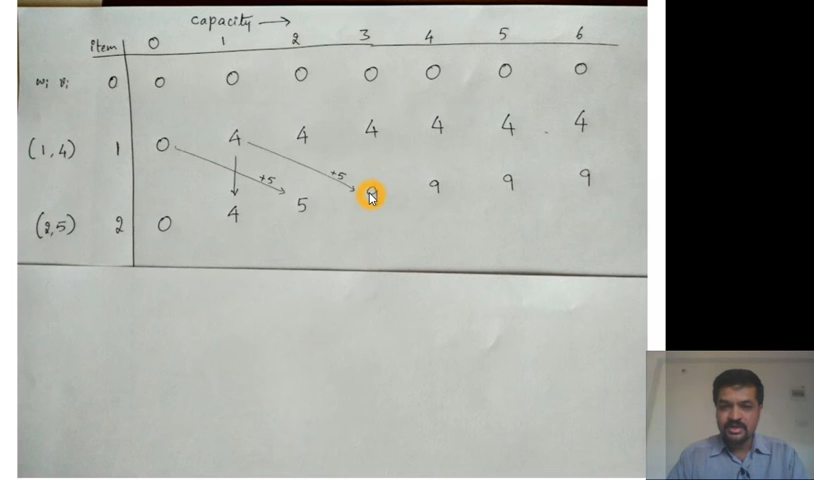 capacity →
item 0 1 2 3 4 5 6
wi vi 0 0 0 0 0 0 0 0
(1,4) 1 0 4 4 4 4 4 4
+5 +5
(2,5) 2 0 4 5 9 9 9 9